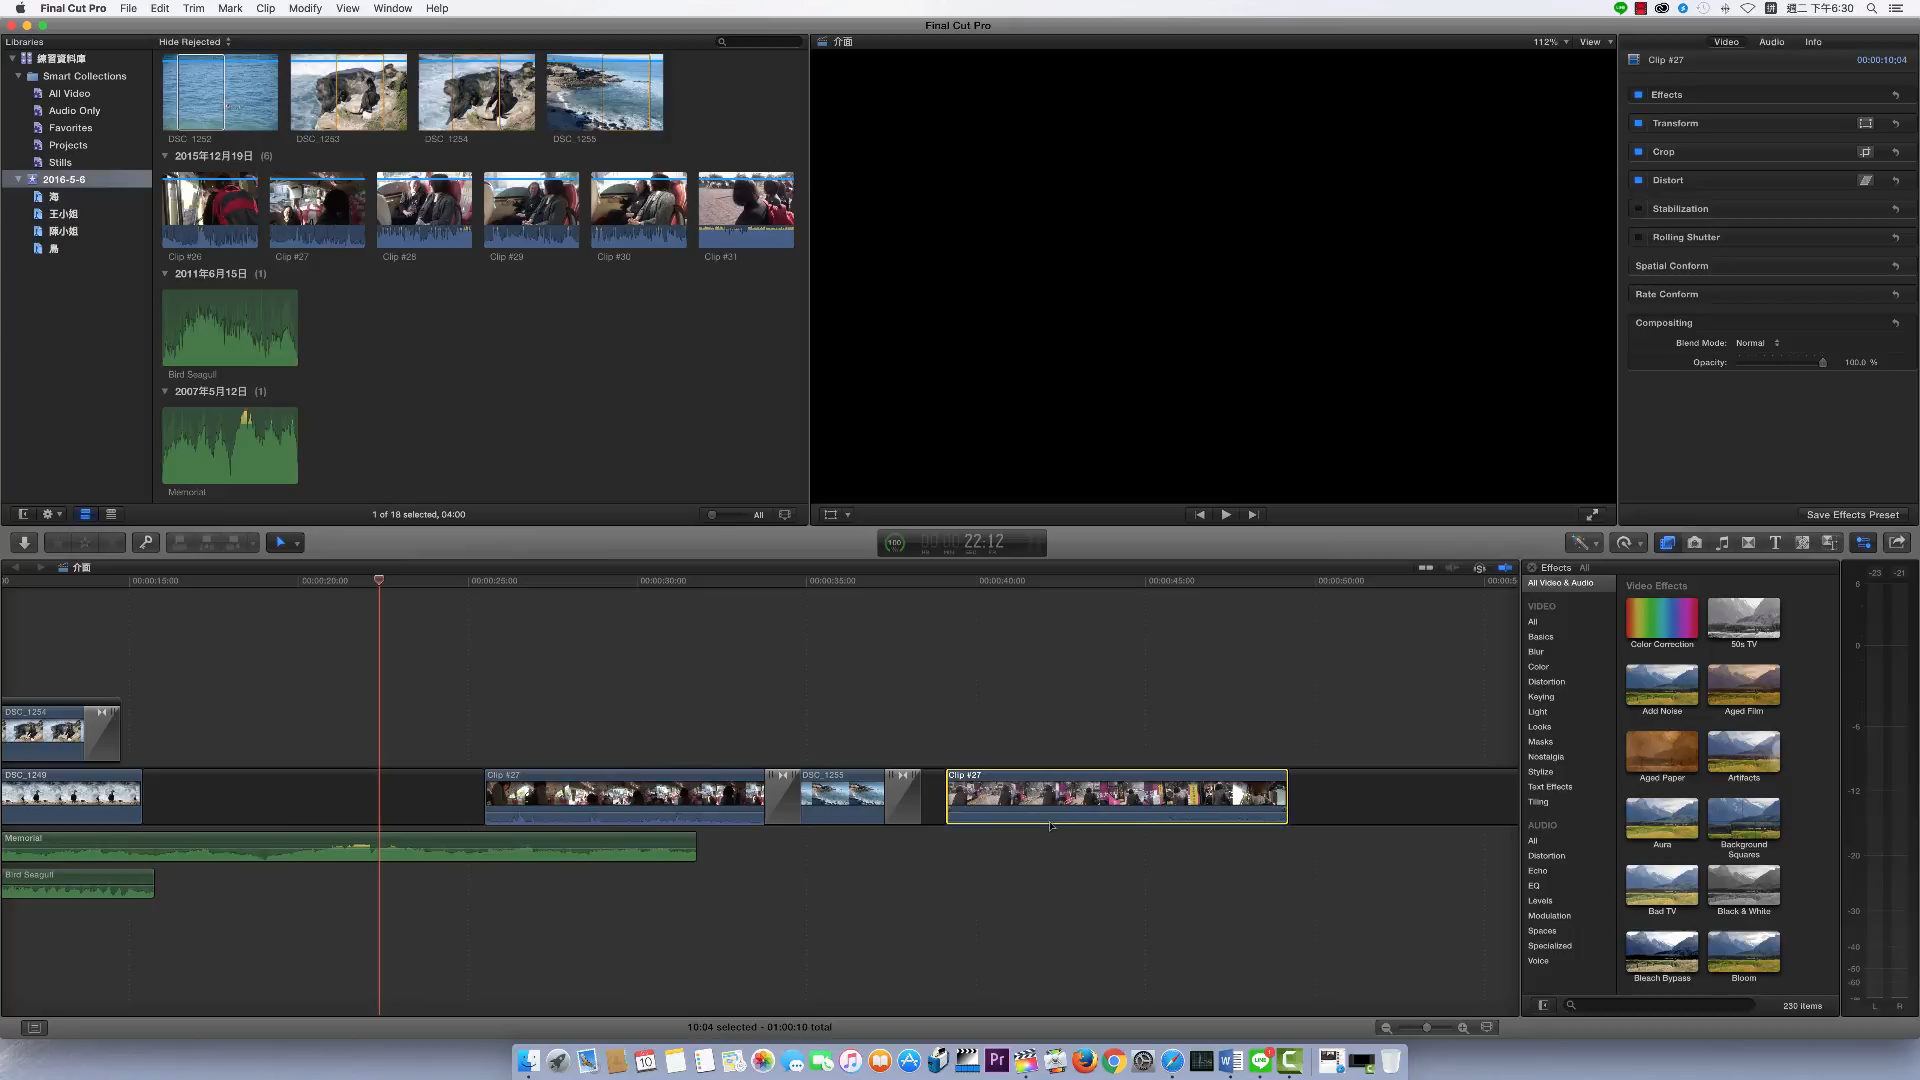 Final Cut Pro File Edit Trim Mark Clip Modify View Window Help 週二 下午6:30
Final Cut Pro
Libraries Hide Rejected 介面 112% View Video Audio Info
練習資料庫
Smart Collections
All Video
Audio Only
Favorites
Projects
Stills
2016-5-6
海
王小姐
陳小姐
鳥
DSC_1252 DSC_1253 DSC_1254 DSC_1255
2015年12月19日 (6)
Clip #26 Clip #27 Clip #28 Clip #29 Clip #30 Clip #31
2011年6月15日 (1)
Bird Seagull
2007年5月12日 (1)
Memorial
1 of 18 selected, 04:00 All
Clip #27 00:00:10;04
Effects
Transform
Crop
Distort
Stabilization
Rolling Shutter
Spatial Conform
Rate Conform
Compositing
Blend Mode: Normal
Opacity: 100.0 %
Save Effects Preset
100 22:12
HR MIN SEC FR
介面
00:00:15:00 00:00:20:00 00:00:25:00 00:00:30:00 00:00:35:00 00:00:40:00 00:00:45:00 00:00:50:00 00:00:5
DSC_1254
DSC_1249 Clip #27 DSC_1255 Clip #27
Memorial
Bird Seagull
10:04 selected - 01:00:10 total
Effects All
All Video & Audio
VIDEO
All
Basics
Blur
Color
Distortion
Keying
Light
Looks
Masks
Nostalgia
Stylize
Text Effects
Tiling
AUDIO
All
Distortion
Echo
EQ
Levels
Modulation
Spaces
Specialized
Voice
Video Effects
Color Correction 50s TV
Add Noise Aged Film
Aged Paper Artifacts
Aura Background Squares
Bad TV Black & White
Bleach Bypass Bloom
230 items
-23 -21
6
0
-6
-12
-20
-30
-40
-50
-60
-∞
L R
10
Pr